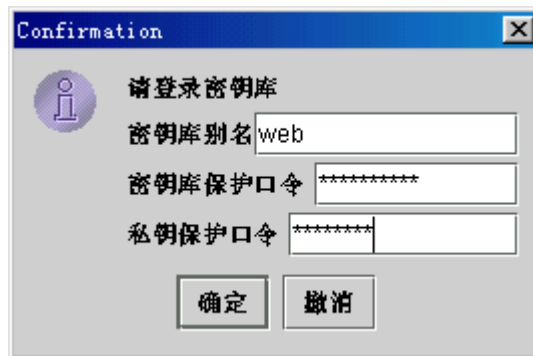 Confirmation
请登录密钥库
密钥库别名 web
密钥库保护口令 **********
私钥保护口令 ********
确定 撤消